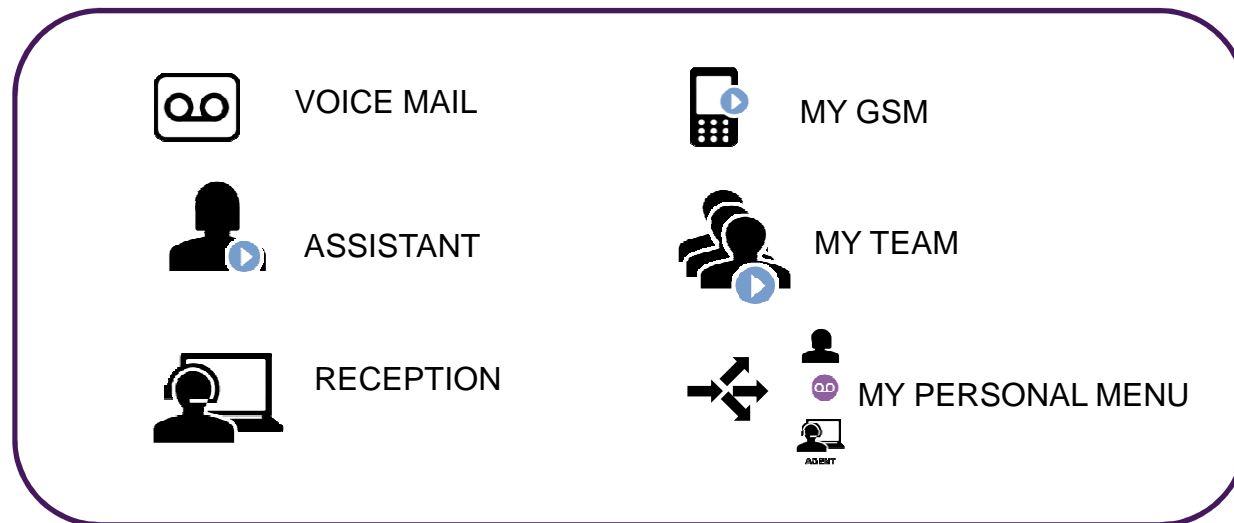 VOICE MAIL
MY GSM
ASSISTANT
MY TEAM
RECEPTION
MY PERSONAL MENU
AGENT